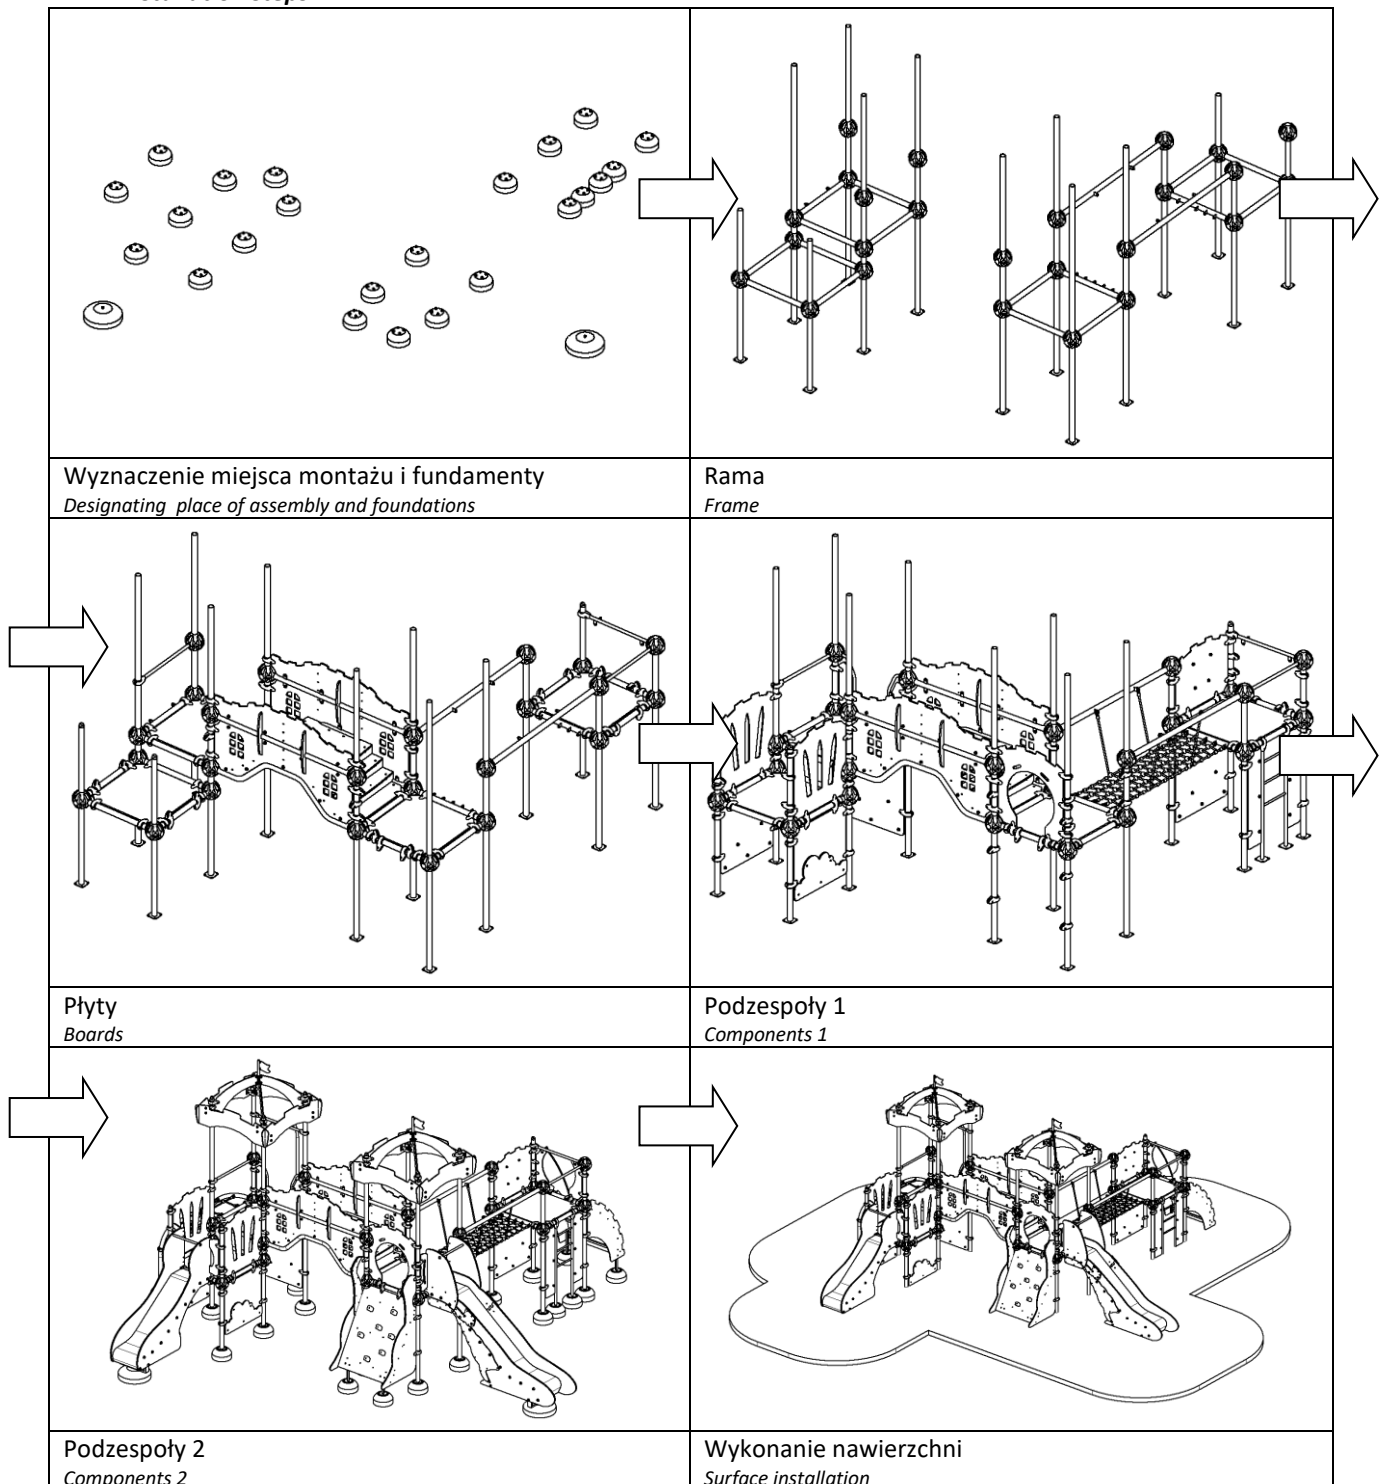 Wyznaczenie miejsca montażu i fundamenty
Designating place of assembly and foundations
Rama
Frame
Płyty
Boards
Podzespoły 1
Components 1
Podzespoły 2
Components 2
Wykonanie nawierzchni
Surface installation